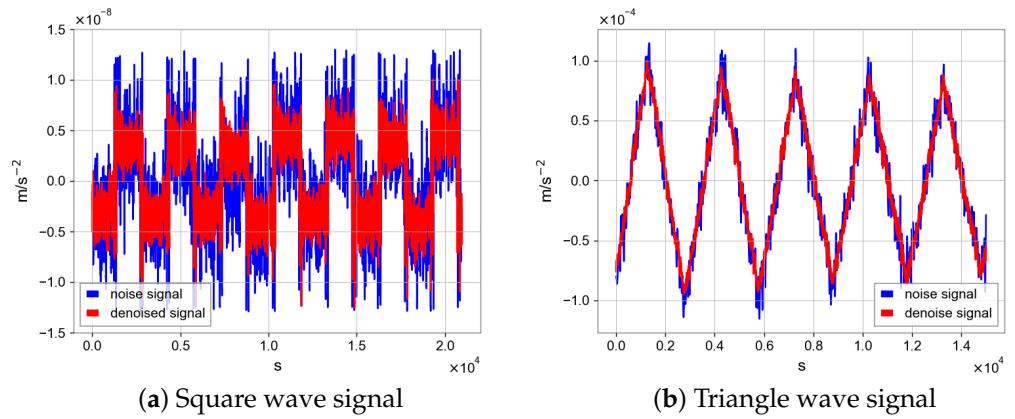 ×10⁻⁸
1.5
1.0
0.5
0.0
−0.5
−1.0
−1.5
m/s⁻²
noise signal
denoised signal
0.0 0.5 1.0 1.5 2.0
s
×10⁴
(a) Square wave signal
×10⁻⁴
1.0
0.5
0.0
−0.5
−1.0
m/s⁻²
noise signal
denoise signal
0.0 0.2 0.4 0.6 0.8 1.0 1.2 1.4
s
×10⁴
(b) Triangle wave signal